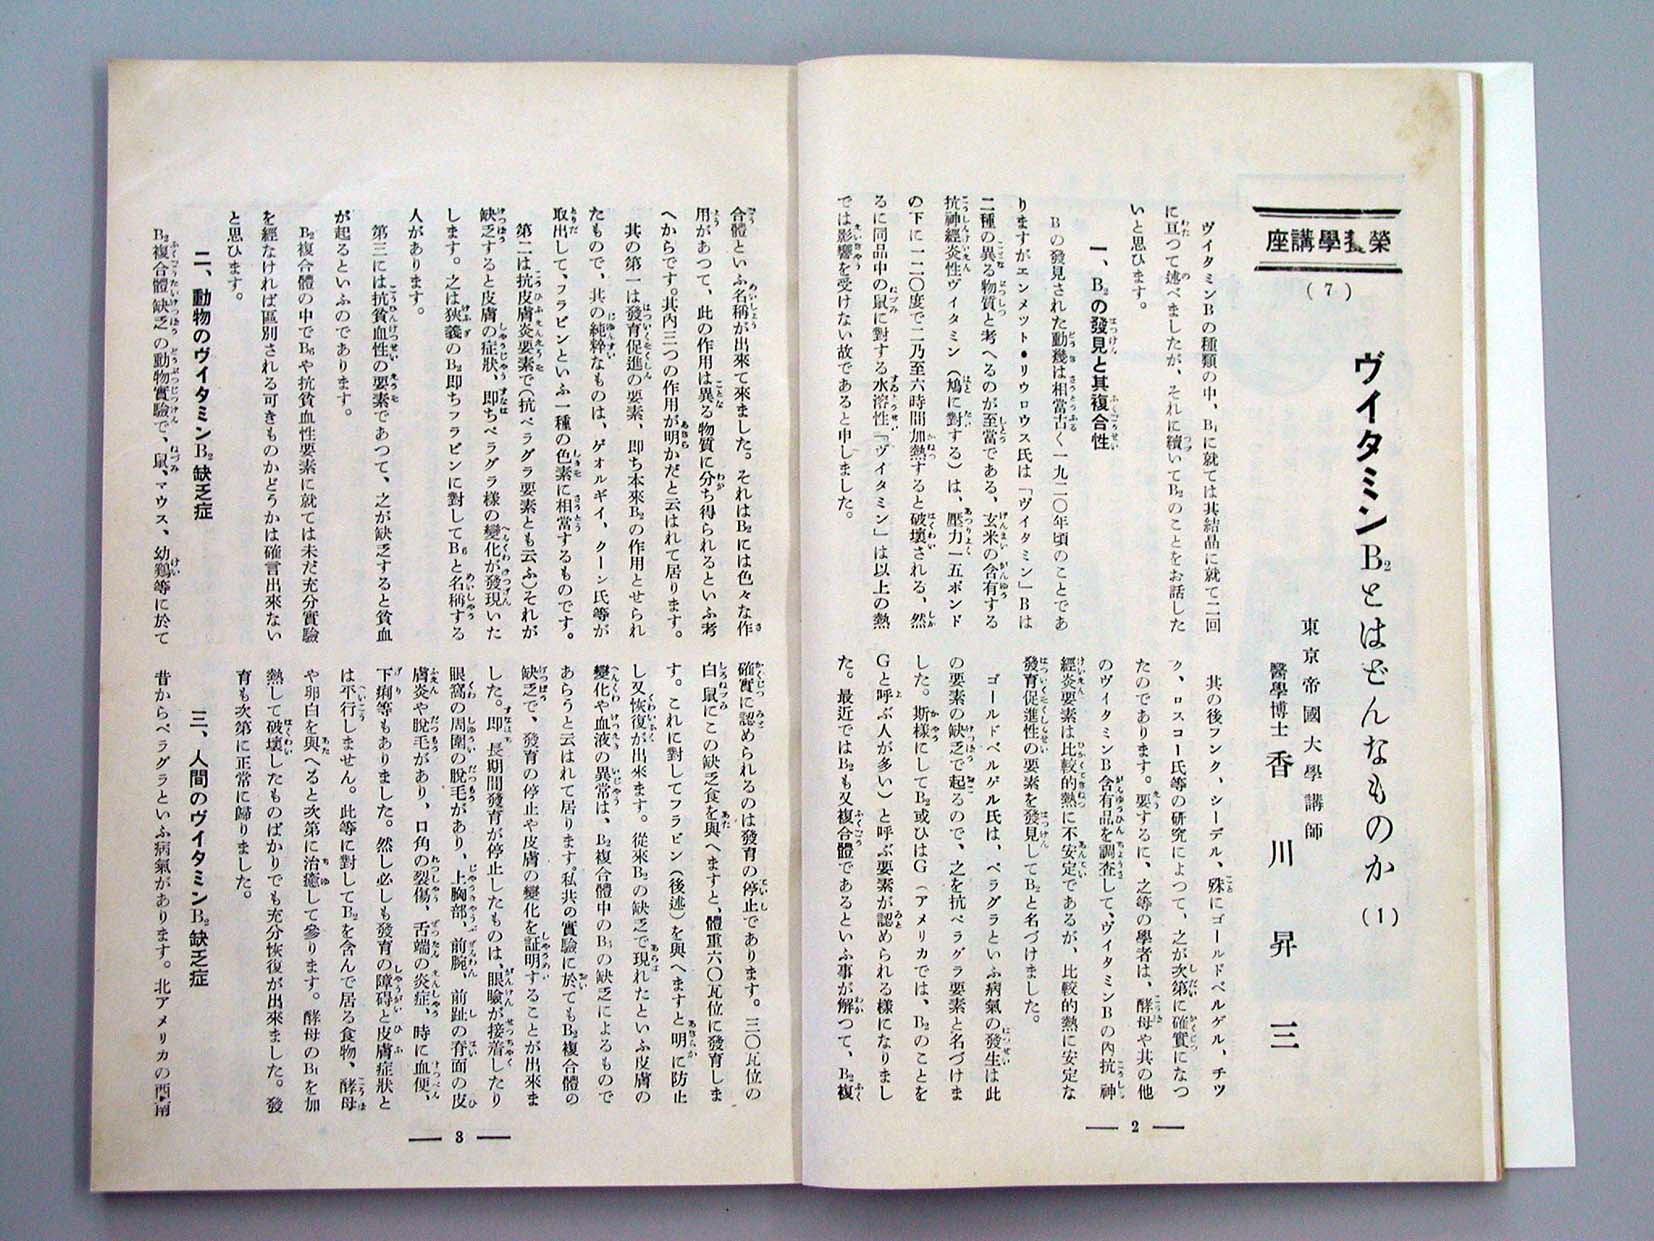 榮養學講座
(7)
ヴイタミンB₂とはどんなものか(1)
東京帝國大學講師
醫學博士 香川昇三
ヴイタミンBの種類の中、B₁に就ては其結晶に就て二回
に亙つて述べましたが、それに續いてB₂のことをお話した
いと思ひます。
一、B₂の發見と其複合性
Bの發見された動幾は相當古く一九二〇年頃のことであ
りますがエンメツト・リウロウス氏は「ヴイタミン」Bは
二種の異る物質と考へるのが至當である、玄米の含有する
抗神經炎性ヴイタミン(鳩に對する)は、壓力一五ポンド
の下に一二〇度で二乃至六時間加熱すると破壞される、然
るに同品中の鼠に對する水溶性『ヴイタミン」は以上の熱
では影響を受けない故であると申しました。
其の後フンク、シーデル、殊にゴールドベルゲル、チツ
ク、ロスコー氏等の研究によつて、之が次第に確實になつ
たのであります。要するに、之等の學者は、酵母や其の他
のヴイタミンB含有品を調査して、ヴイタミンBの內抗神
經炎要素は比較的熱に不安定であるが、比較的熱に安定な
發育促進性の要素を發見してB₂と名づけました。
ゴールドベルゲル氏は、ペラグラといふ病氣の發生は此
の要素の缺乏で起るので、之を抗ペラグラ要素と名づけま
した。斯樣にしてB₂或ひはG(アメリカでは、B₂のことを
Gと呼ぶ人が多い)と呼ぶ要素が認められる樣になりまし
た。最近ではB₂も又複合體であるといふ事が解つて、B₂複
2
合體といふ名稱が出來て來ました。それはB₂には色々な作
用があつて、此の作用は異る物質に分ち得られるといふ考
へからです。其內三つの作用が明かだと云はれて居ります。
其の第一は發育促進の要素、卽ち本來B₂の作用とせられ
たもので、其の純粹なものは、ゲオルギイ、クーン氏等が
取出して、フラビンといふ一種の色素に相當するものです。
第二は抗皮膚炎要素で(抗ペラグラ要素とも云ふ)それが
缺乏すると皮膚の症狀、卽ちペラグラ樣の變化が發現いた
します。之は狹義のB₂卽ちフラビンに對してB₆と名稱する
人があります。
第三には抗貧血性の要素であつて、之が缺乏すると貧血
が起るといふのであります。
B₂複合體の中でB₆や抗貧血性要素に就ては未だ充分實驗
を經なければ區別される可きものかどうかは確言出來ない
と思ひます。
二、動物のヴイタミンB₂缺乏症
B₂複合體缺乏の動物實驗で、鼠、マウス、幼鷄等に於て
確實に認められるのは發育の停止であります。三〇瓦位の
白鼠にこの缺乏食を與へますと、體重六〇瓦位に發育しま
す。これに對してフラビン(後述)を與へますと明に防止
し又恢復が出來ます。從來B₂の缺乏で現れたといふ皮膚の
變化や血液の異常は、B₂複合體中のB₆の缺乏によるもので
あらうと云はれて居ります。私共の實驗に於てもB₂複合體の
缺乏で、發育の停止や皮膚の變化を証明することが出來ま
した。卽長期間發育が停止したものは、眼瞼が接着したり
眼窩の周圍の脫毛があり、上胸部、前腕、前趾の脊面の皮
膚炎や脫毛があり、口角の裂傷、舌端の炎症、時に血便、
下痢等もありました。然し必しも發育の障碍と皮膚症狀と
は不行しません。此等に對してB₂を含んで居る食物、酵母
や卵白を與へると次第に治癒して參ります。酵母のB₁を加
熱して破壞したものばかりでも充分恢復が出來ました。發
育も次第に正常に歸りました。
三、人間のヴイタミンB₂缺乏症
昔からペラグラといふ病氣があります。北アメリカの西南
3